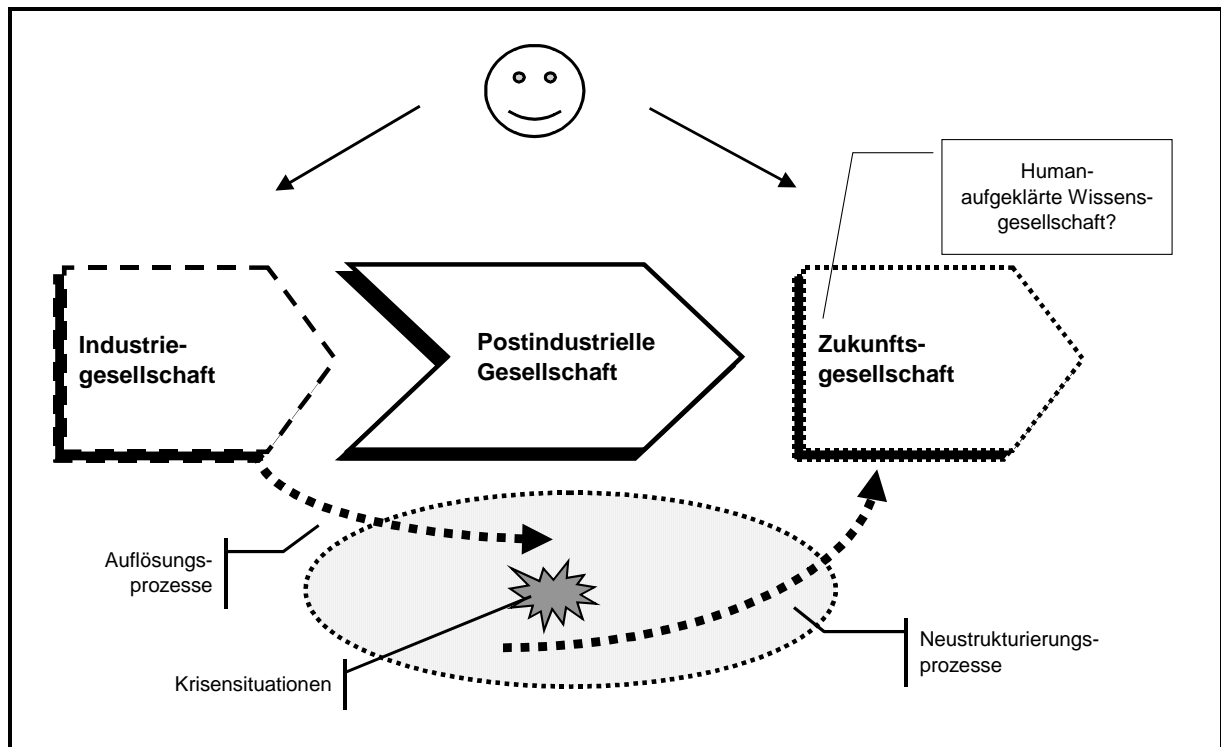 Human-
aufgeklärte Wissens-
gesellschaft?
Industrie-
gesellschaft
Postindustrielle
Gesellschaft
Zukunfts-
gesellschaft
Auflösungs-
prozesse
Krisensituationen
Neustrukturierungs-
prozesse